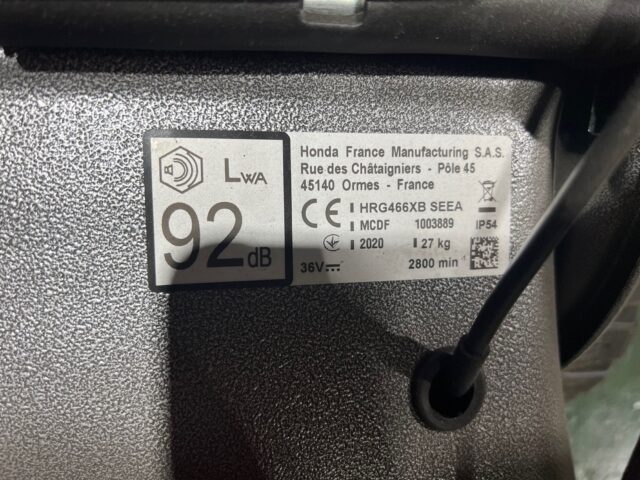 LWA
92 dB
Honda France Manufacturing S.A.S.
Rue des Châtaigniers - Pôle 45
45140 Ormes - France
CE HRG466XB SEEA
MCDF 1003889 IP54
2020 27 kg
36V 2800 min⁻¹